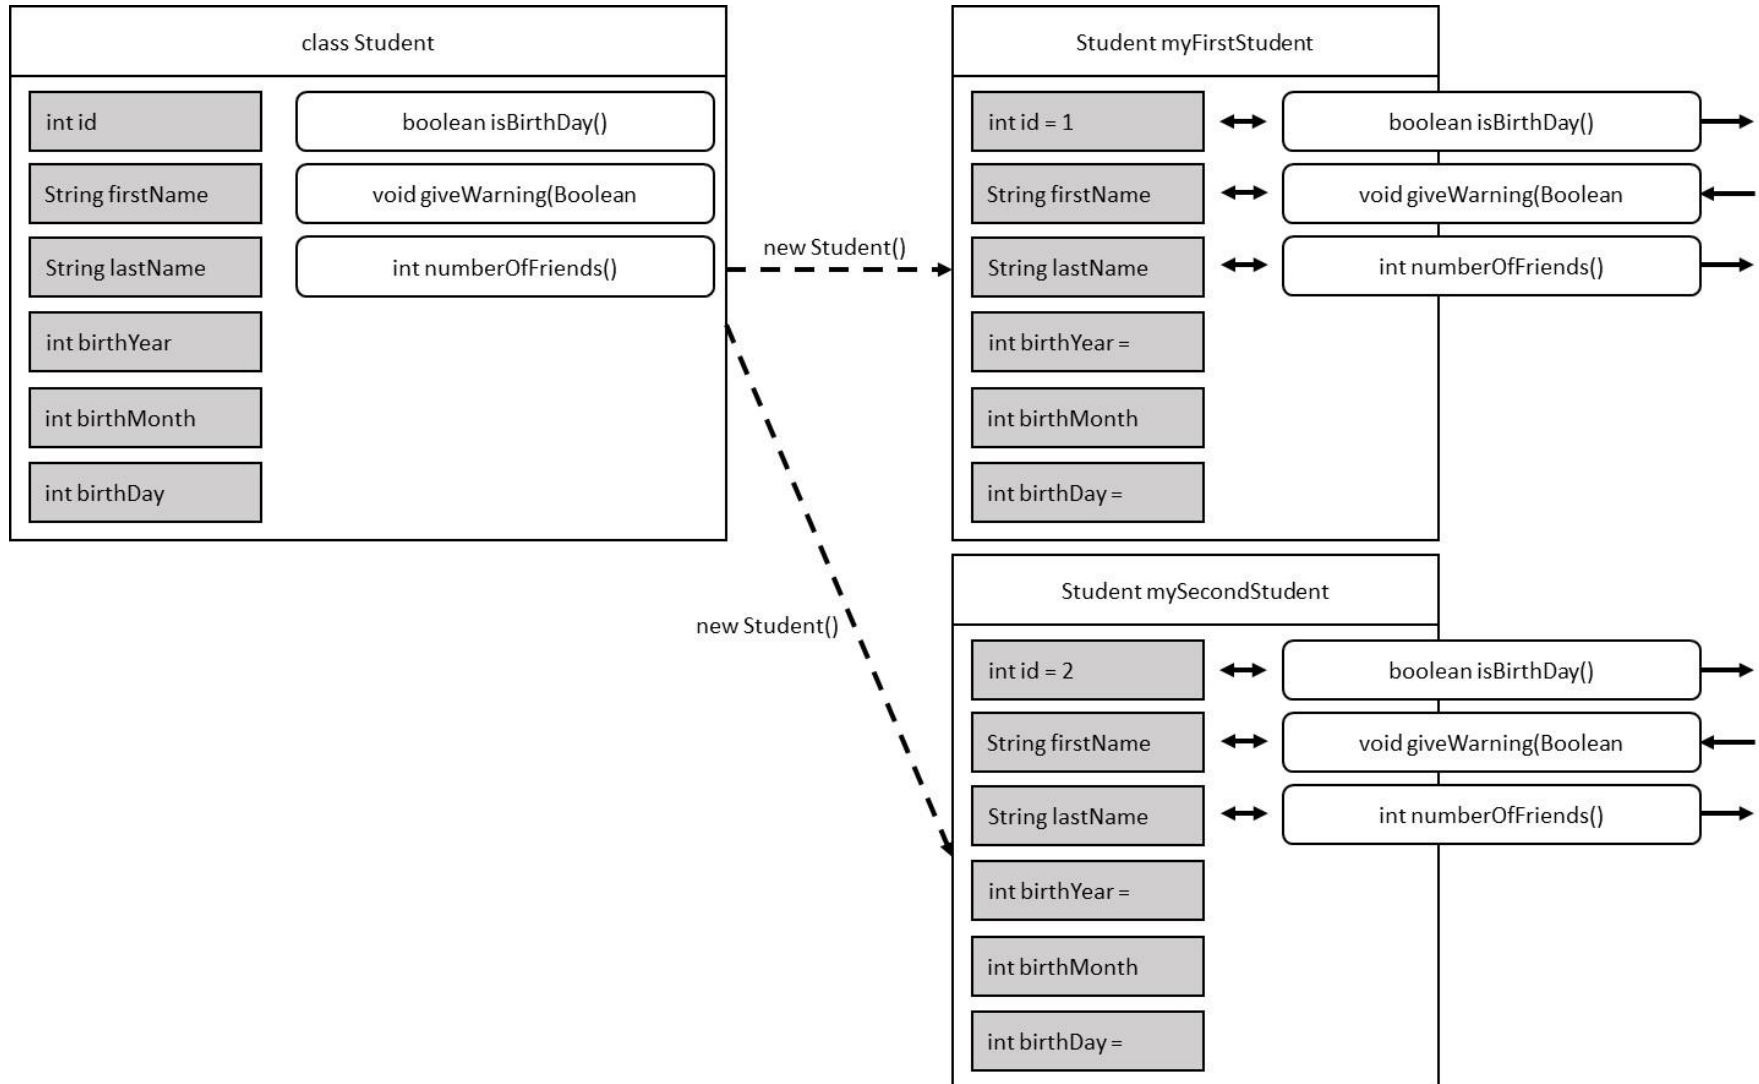 class Student
int id
boolean isBirthDay()
String firstName
void giveWarning(Boolean
String lastName
int numberOfFriends()
int birthYear
int birthMonth
int birthDay
new Student()
new Student()
Student myFirstStudent
int id = 1
boolean isBirthDay()
String firstName
void giveWarning(Boolean
String lastName
int numberOfFriends()
int birthYear =
int birthMonth
int birthDay =
Student mySecondStudent
int id = 2
boolean isBirthDay()
String firstName
void giveWarning(Boolean
String lastName
int numberOfFriends()
int birthYear =
int birthMonth
int birthDay =